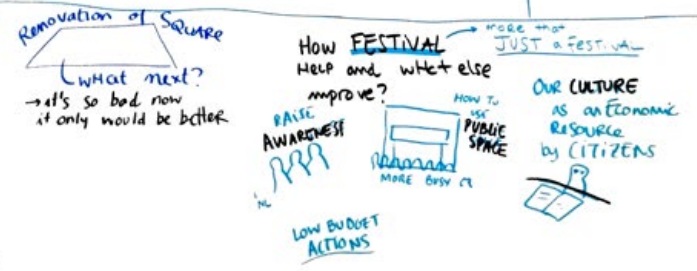 Renovation of SQUARE
WHat next?
→ it's so bad now
it only would be better
How FESTIVAL
HELP and whet else
improve?
more that
JUST a FESTIVAL
RAISE
AWARENESS
HOW TO
USE
PUBLIC
SPACE
MORE BUSY
LOW BUDGET
ACTIONS
OUR CULTURE
as an Economic
RESOURCE
by CITIZENS